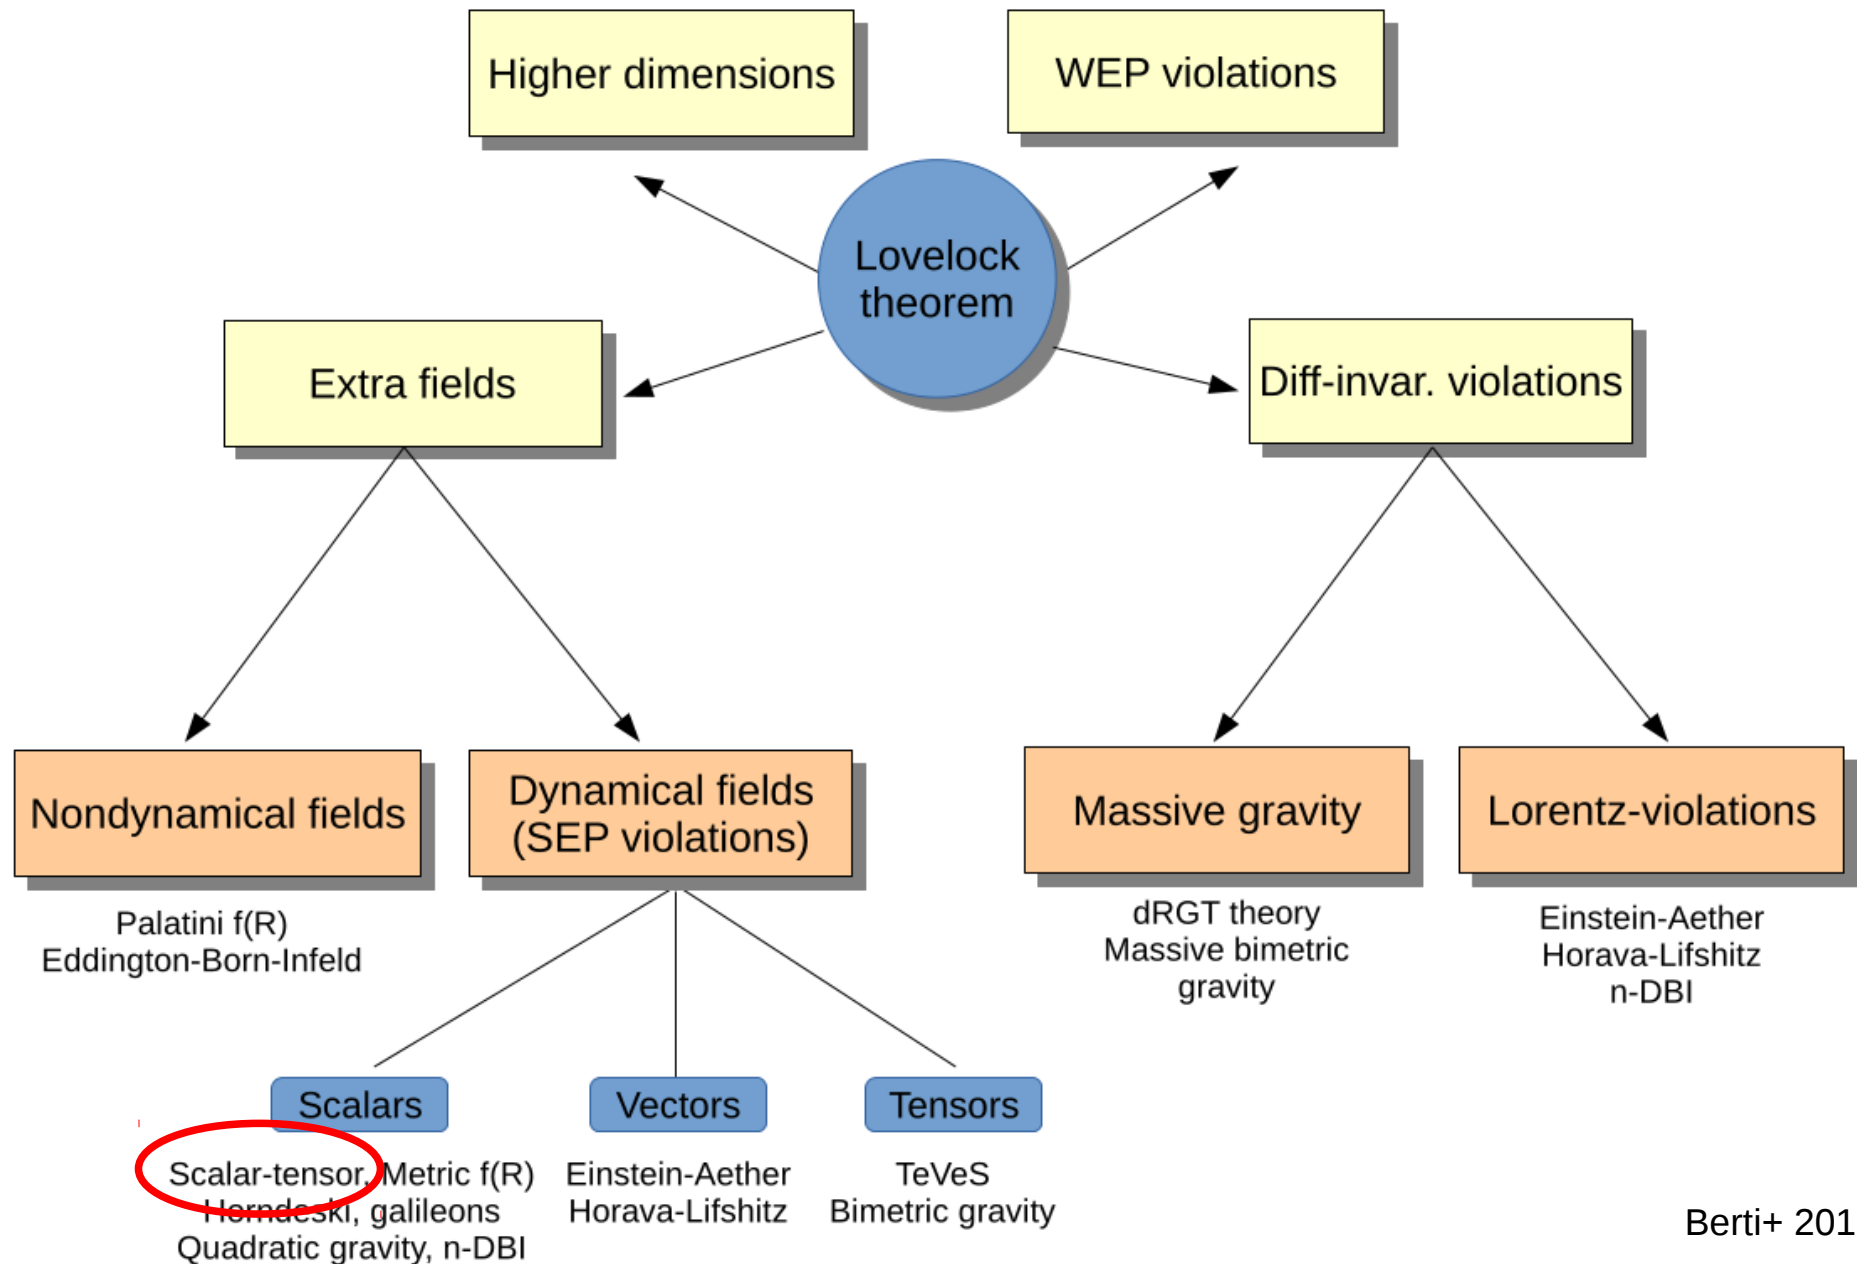 Higher dimensions
WEP violations
Lovelock
theorem
Extra fields
Diff-invar. violations
Nondynamical fields
Dynamical fields
(SEP violations)
Massive gravity
Lorentz-violations
Palatini f(R)
Eddington-Born-Infeld
dRGT theory
Massive bimetric
gravity
Einstein-Aether
Horava-Lifshitz
n-DBI
Scalars
Vectors
Tensors
Scalar-tensor, Metric f(R)
Horndeski, galileons
Quadratic gravity, n-DBI
Einstein-Aether
Horava-Lifshitz
TeVeS
Bimetric gravity
Berti+ 201